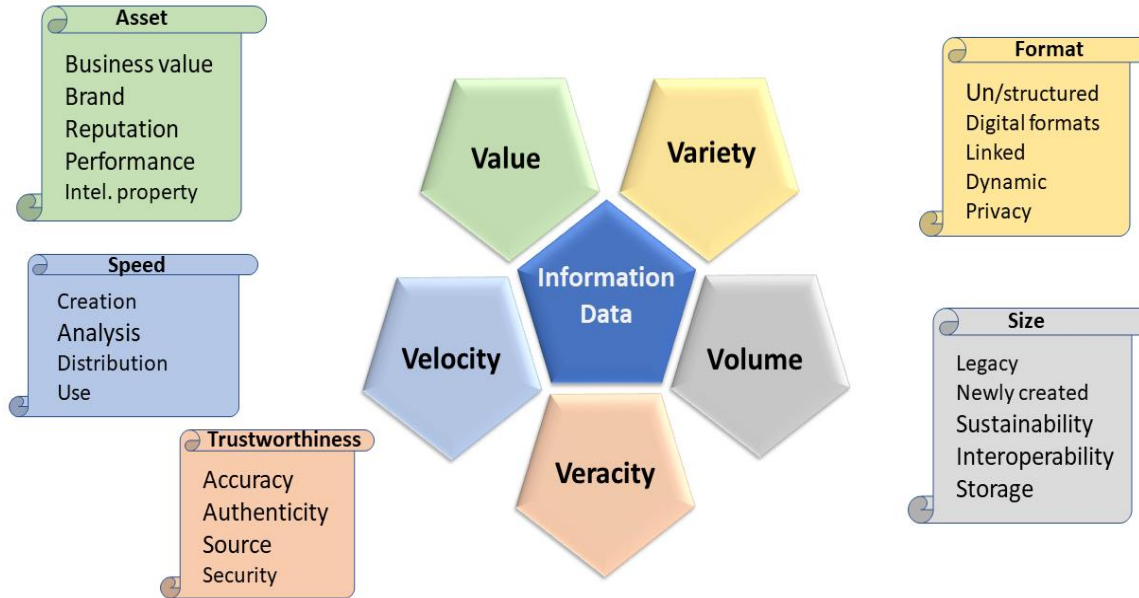 Asset
Business value
Brand
Reputation
Performance
Intel. property
Format
Un/structured
Digital formats
Linked
Dynamic
Privacy
Value
Variety
Information
Data
Velocity
Volume
Veracity
Speed
Creation
Analysis
Distribution
Use
Size
Legacy
Newly created
Sustainability
Interoperability
Storage
Trustworthiness
Accuracy
Authenticity
Source
Security